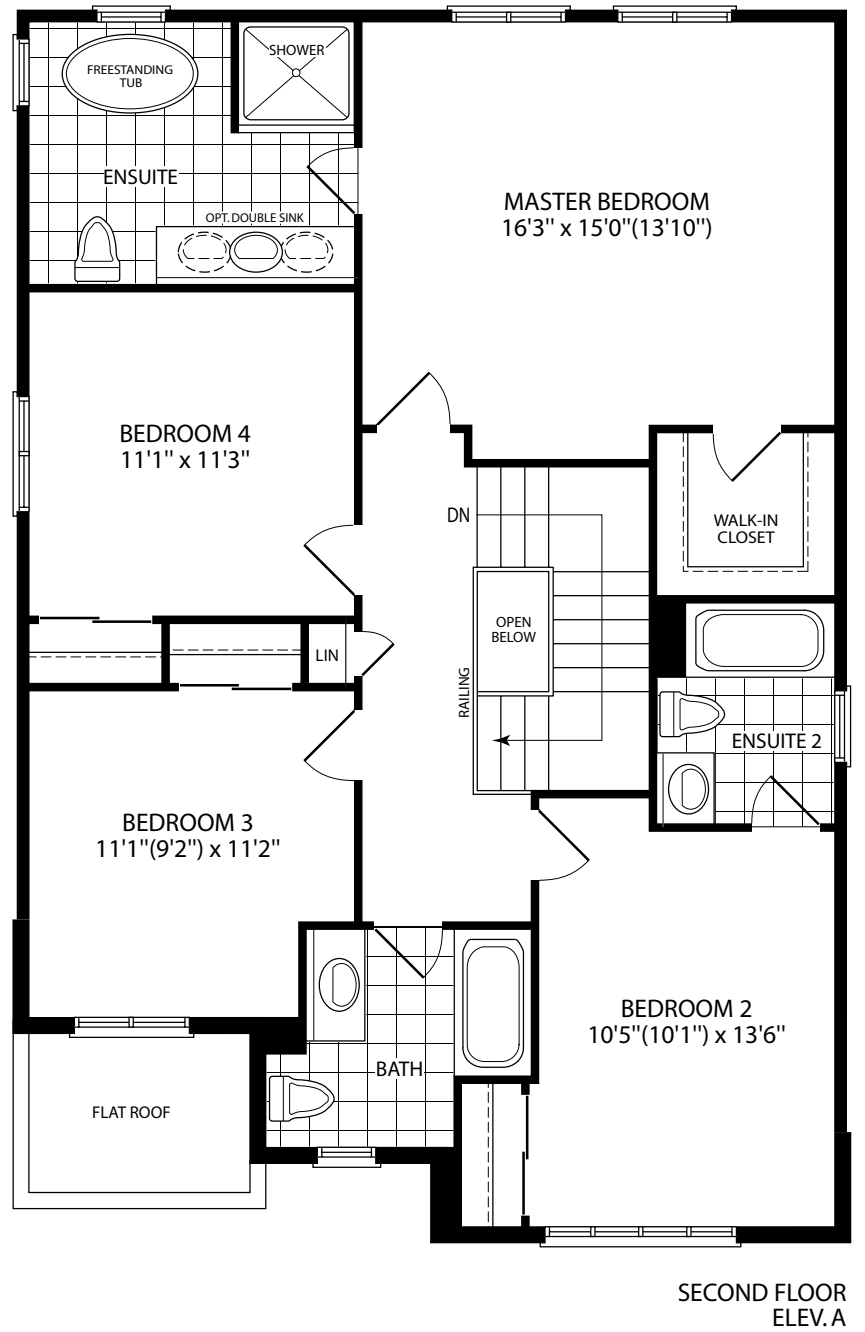 SHOWER
FREESTANDING
TUB
ENSUITE
OPT. DOUBLE SINK
MASTER BEDROOM
16'3" x 15'0"(13'10")
BEDROOM 4
11'1" x 11'3"
DN
WALK-IN
CLOSET
OPEN
BELOW
LIN
RAILING
ENSUITE 2
BEDROOM 3
11'1"(9'2") x 11'2"
BEDROOM 2
10'5"(10'1") x 13'6"
BATH
FLAT ROOF
SECOND FLOOR
ELEV. A